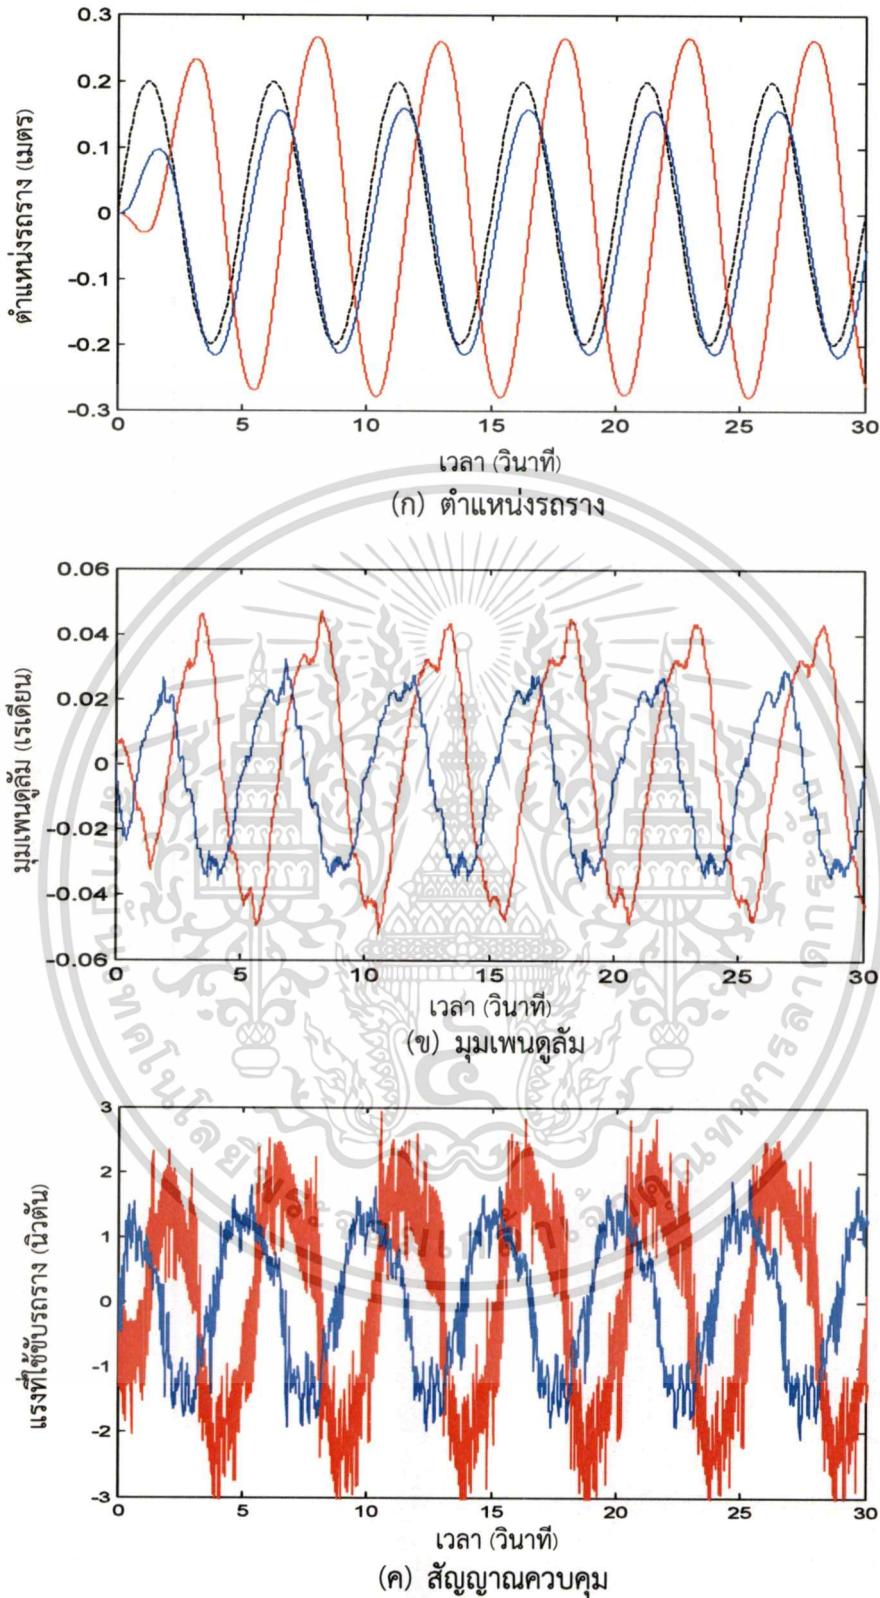 0.3
0.2
0.1
0
-0.1
-0.2
-0.3
ตำแหน่งรถราง (เมตร)
0 5 10 15 20 25 30
เวลา (วินาที)
(ก) ตำแหน่งรถราง
0.06
0.04
0.02
0
-0.02
-0.04
-0.06
มุมเพนดูลัม (เรเดียน)
0 5 10 15 20 25 30
เวลา (วินาที)
(ข) มุมเพนดูลัม
3
2
1
0
-1
-2
-3
แรงที่ใช้ขับรถราง (นิวตัน)
0 5 10 15 20 25 30
เวลา (วินาที)
(ค) สัญญาณควบคุม